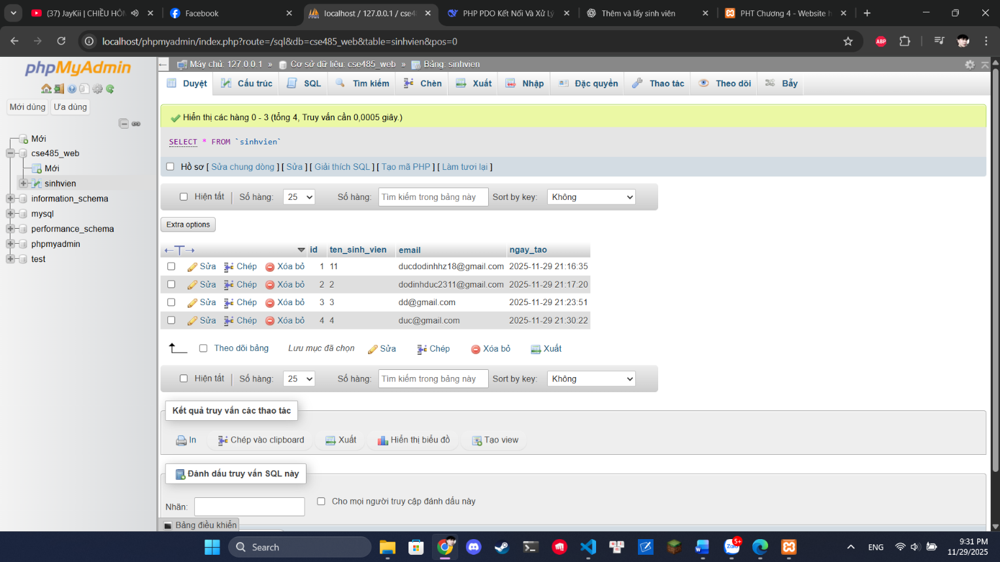 (37) JayKii | CHIỀU HÔN
Facebook
localhost / 127.0.0.1 / cse4
PHP PDO Kết Nối Và Xử Lý
Thêm và lấy sinh viên
PHT Chương 4 - Website h
localhost/phpmyadmin/index.php?route=/sql&db=cse485_web&table=sinhvien&pos=0
ABP
phpMyAdmin
Mới dùng Ưa dùng
Mới
cse485_web
Mới
sinhvien
information_schema
mysql
performance_schema
phpmyadmin
test
Máy chủ: 127.0.0.1 » Cơ sở dữ liệu: cse485_web » Bảng: sinhvien
Duyệt Cấu trúc SQL Tìm kiếm Chèn Xuất Nhập Đặc quyền Thao tác Theo dõi Bẫy
Hiển thị các hàng 0 - 3 (tổng 4, Truy vấn cần 0,0005 giây.)
SELECT * FROM `sinhvien`
Hồ sơ [ Sửa chung dòng ] [ Sửa ] [ Giải thích SQL ] [ Tạo mã PHP ] [ Làm tươi lại ]
Hiện tất Số hàng: 25 Số hàng: Tìm kiếm trong bảng này Sort by key: Không
Extra options
id ten_sinh_vien email ngay_tao
Sửa Chép Xóa bỏ 1 11 ducdodinhhz18@gmail.com 2025-11-29 21:16:35
Sửa Chép Xóa bỏ 2 2 dodinhduc2311@gmail.com 2025-11-29 21:17:20
Sửa Chép Xóa bỏ 3 3 dd@gmail.com 2025-11-29 21:23:51
Sửa Chép Xóa bỏ 4 4 duc@gmail.com 2025-11-29 21:30:22
Theo dõi bảng Lưu mục đã chọn Sửa Chép Xóa bỏ Xuất
Hiện tất Số hàng: 25 Số hàng: Tìm kiếm trong bảng này Sort by key: Không
Kết quả truy vấn các thao tác
In Chép vào clipboard Xuất Hiển thị biểu đồ Tạo view
Đánh dấu truy vấn SQL này
Nhãn: Cho mọi người truy cập đánh dấu này
Bảng điều khiển
Search
5+
Zalo
ENG
9:31 PM
11/29/2025